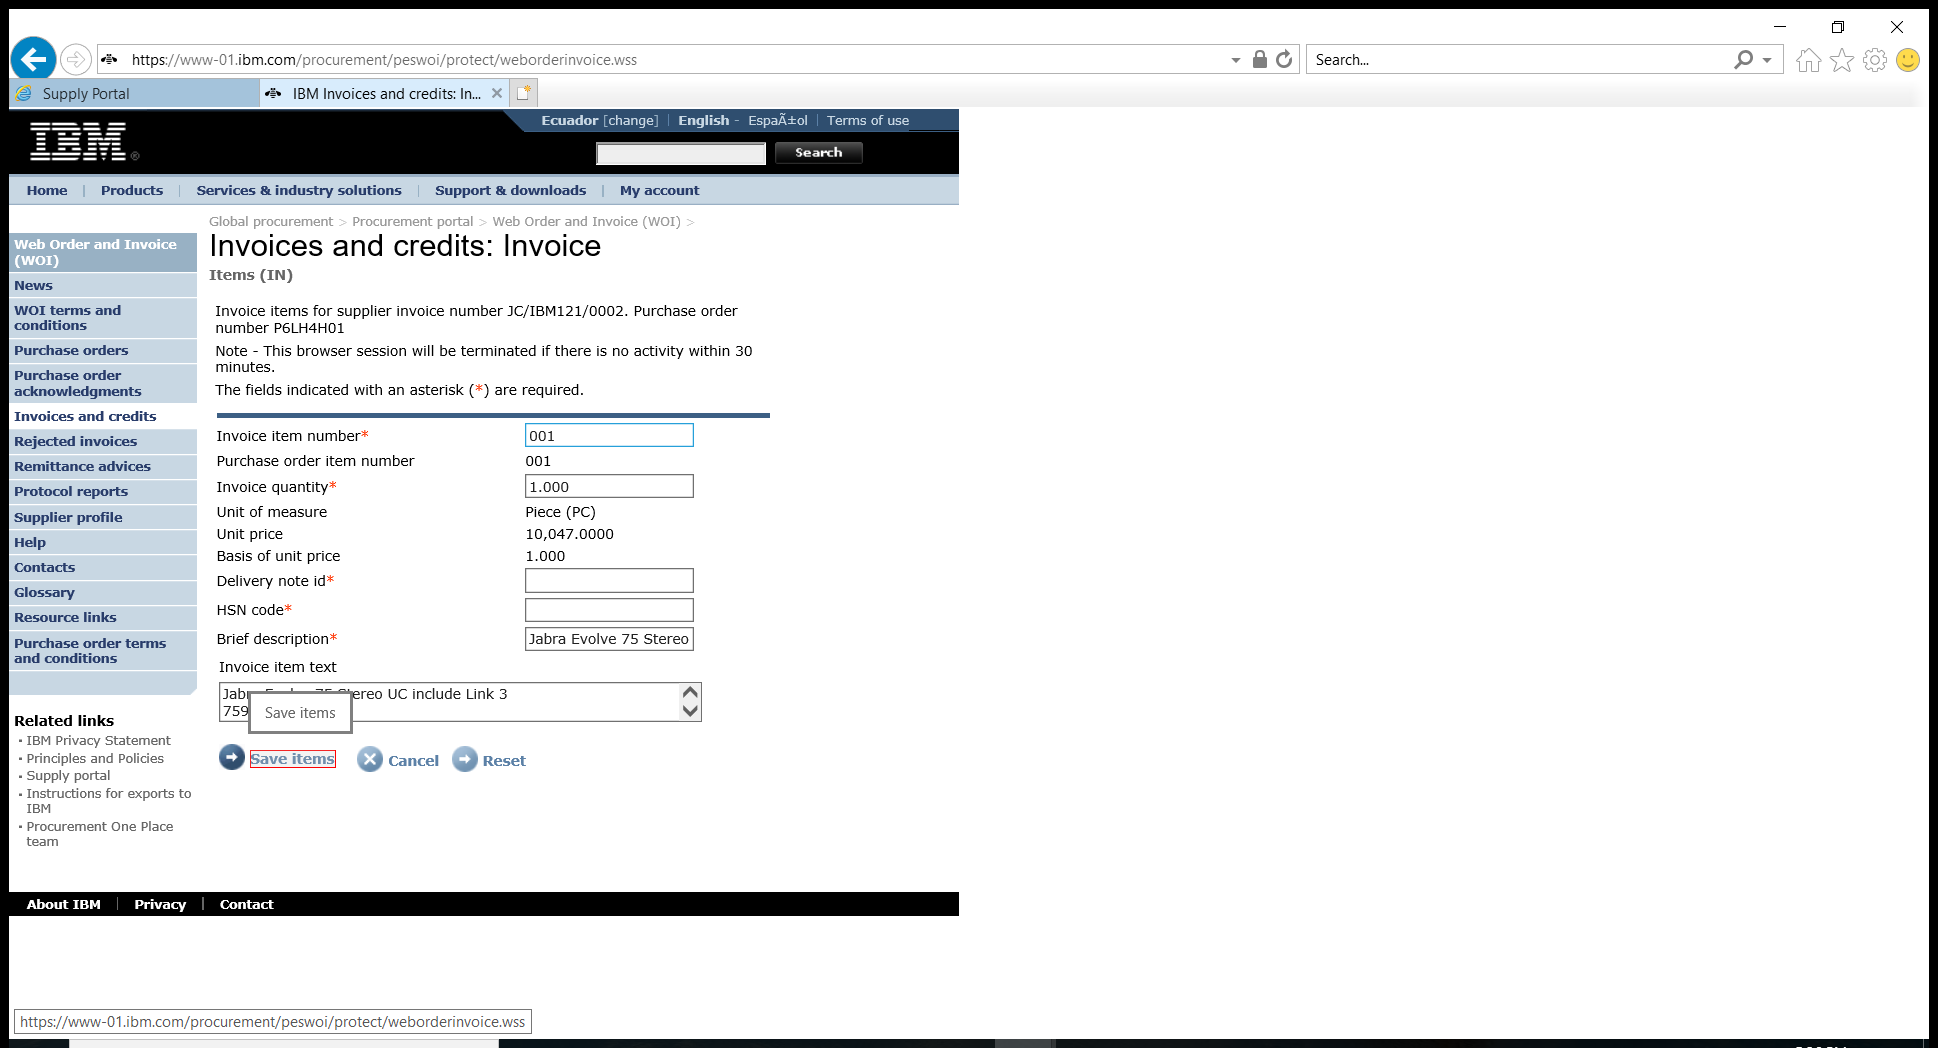 https://www-01.ibm.com/procurement/peswoi/protect/weborderinvoice.wss
Search...
Supply Portal
IBM Invoices and credits: In...
Ecuador [change] | English - EspaÃ±ol | Terms of use
IBM®
Search
Home | Products | Services & industry solutions | Support & downloads | My account
Global procurement > Procurement portal > Web Order and Invoice (WOI) >
Web Order and Invoice
(WOI)
News
WOI terms and
conditions
Purchase orders
Purchase order
acknowledgments
Invoices and credits
Rejected invoices
Remittance advices
Protocol reports
Supplier profile
Help
Contacts
Glossary
Resource links
Purchase order terms
and conditions
Related links
IBM Privacy Statement
Principles and Policies
Supply portal
Instructions for exports to
IBM
Procurement One Place
team
Invoices and credits: Invoice
Items (IN)
Invoice items for supplier invoice number JC/IBM121/0002. Purchase order
number P6LH4H01
Note - This browser session will be terminated if there is no activity within 30
minutes.
The fields indicated with an asterisk (*) are required.
Invoice item number* 001
Purchase order item number 001
Invoice quantity* 1.000
Unit of measure Piece (PC)
Unit price 10,047.0000
Basis of unit price 1.000
Delivery note id*
HSN code*
Brief description* Jabra Evolve 75 Stereo
Invoice item text
Jabra Evolve 75 Stereo UC include Link 3
759
Save items
Save items Cancel Reset
About IBM | Privacy | Contact
https://www-01.ibm.com/procurement/peswoi/protect/weborderinvoice.wss